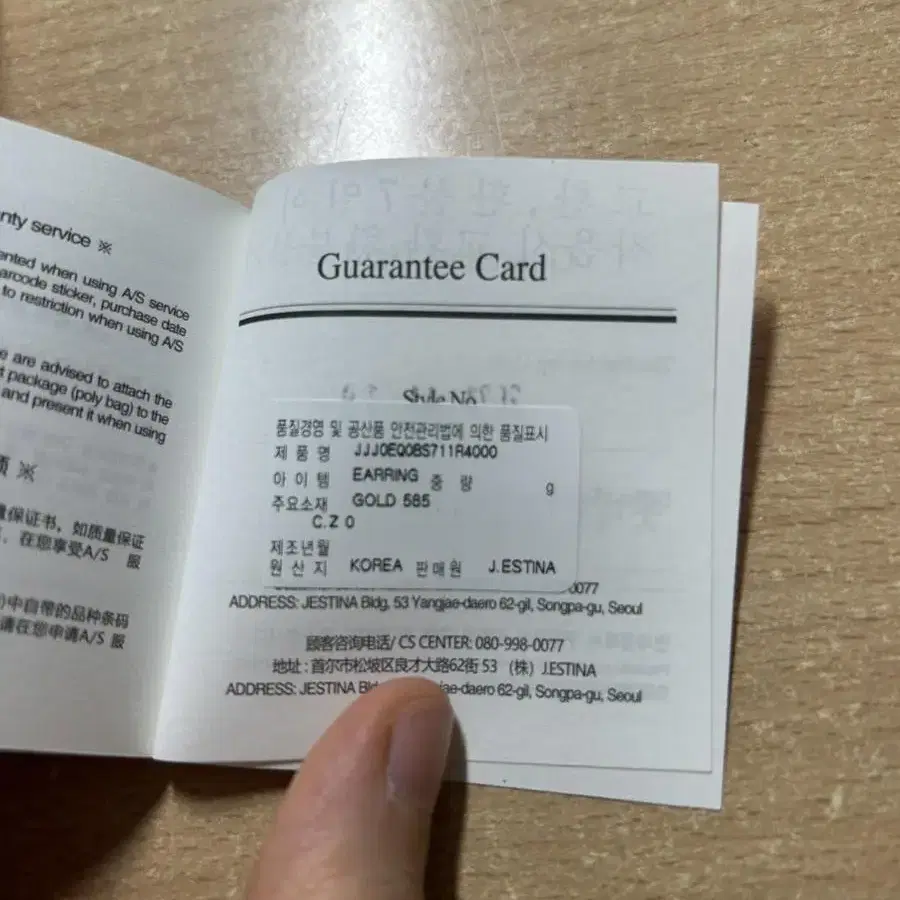 nty service ※
ented when using A/S service
arcode sticker, purchase date
to restriction when using A/S
e are advised to attach the
t package (poly bag) to the
and present it when using
质 ※
量保证书，如质量保证
在您享受A/S 服
)中自带的品种条码
请在您申请A/S 服
Guarantee Card
Style No
품질경영 및 공산품 안전관리법에 의한 품질표시
제 품 명 JJJ0EQ0BS711R4000
아 이 템 EARRING 중 량 g
주요소재 GOLD 585
C.Z 0
제조년월
원 산 지 KOREA 판 매 원 J.ESTINA
0077
ADDRESS: JESTINA Bldg, 53 Yangjae-daero 62-gil, Songpa-gu, Seoul
顾客咨询电话/ CS CENTER: 080-998-0077
地址 : 首尔市松坡区良才大路62街 53 （株）J.ESTINA
ADDRESS: JESTINA Bl jae-daero 62-gil, Songpa-gu, Seoul